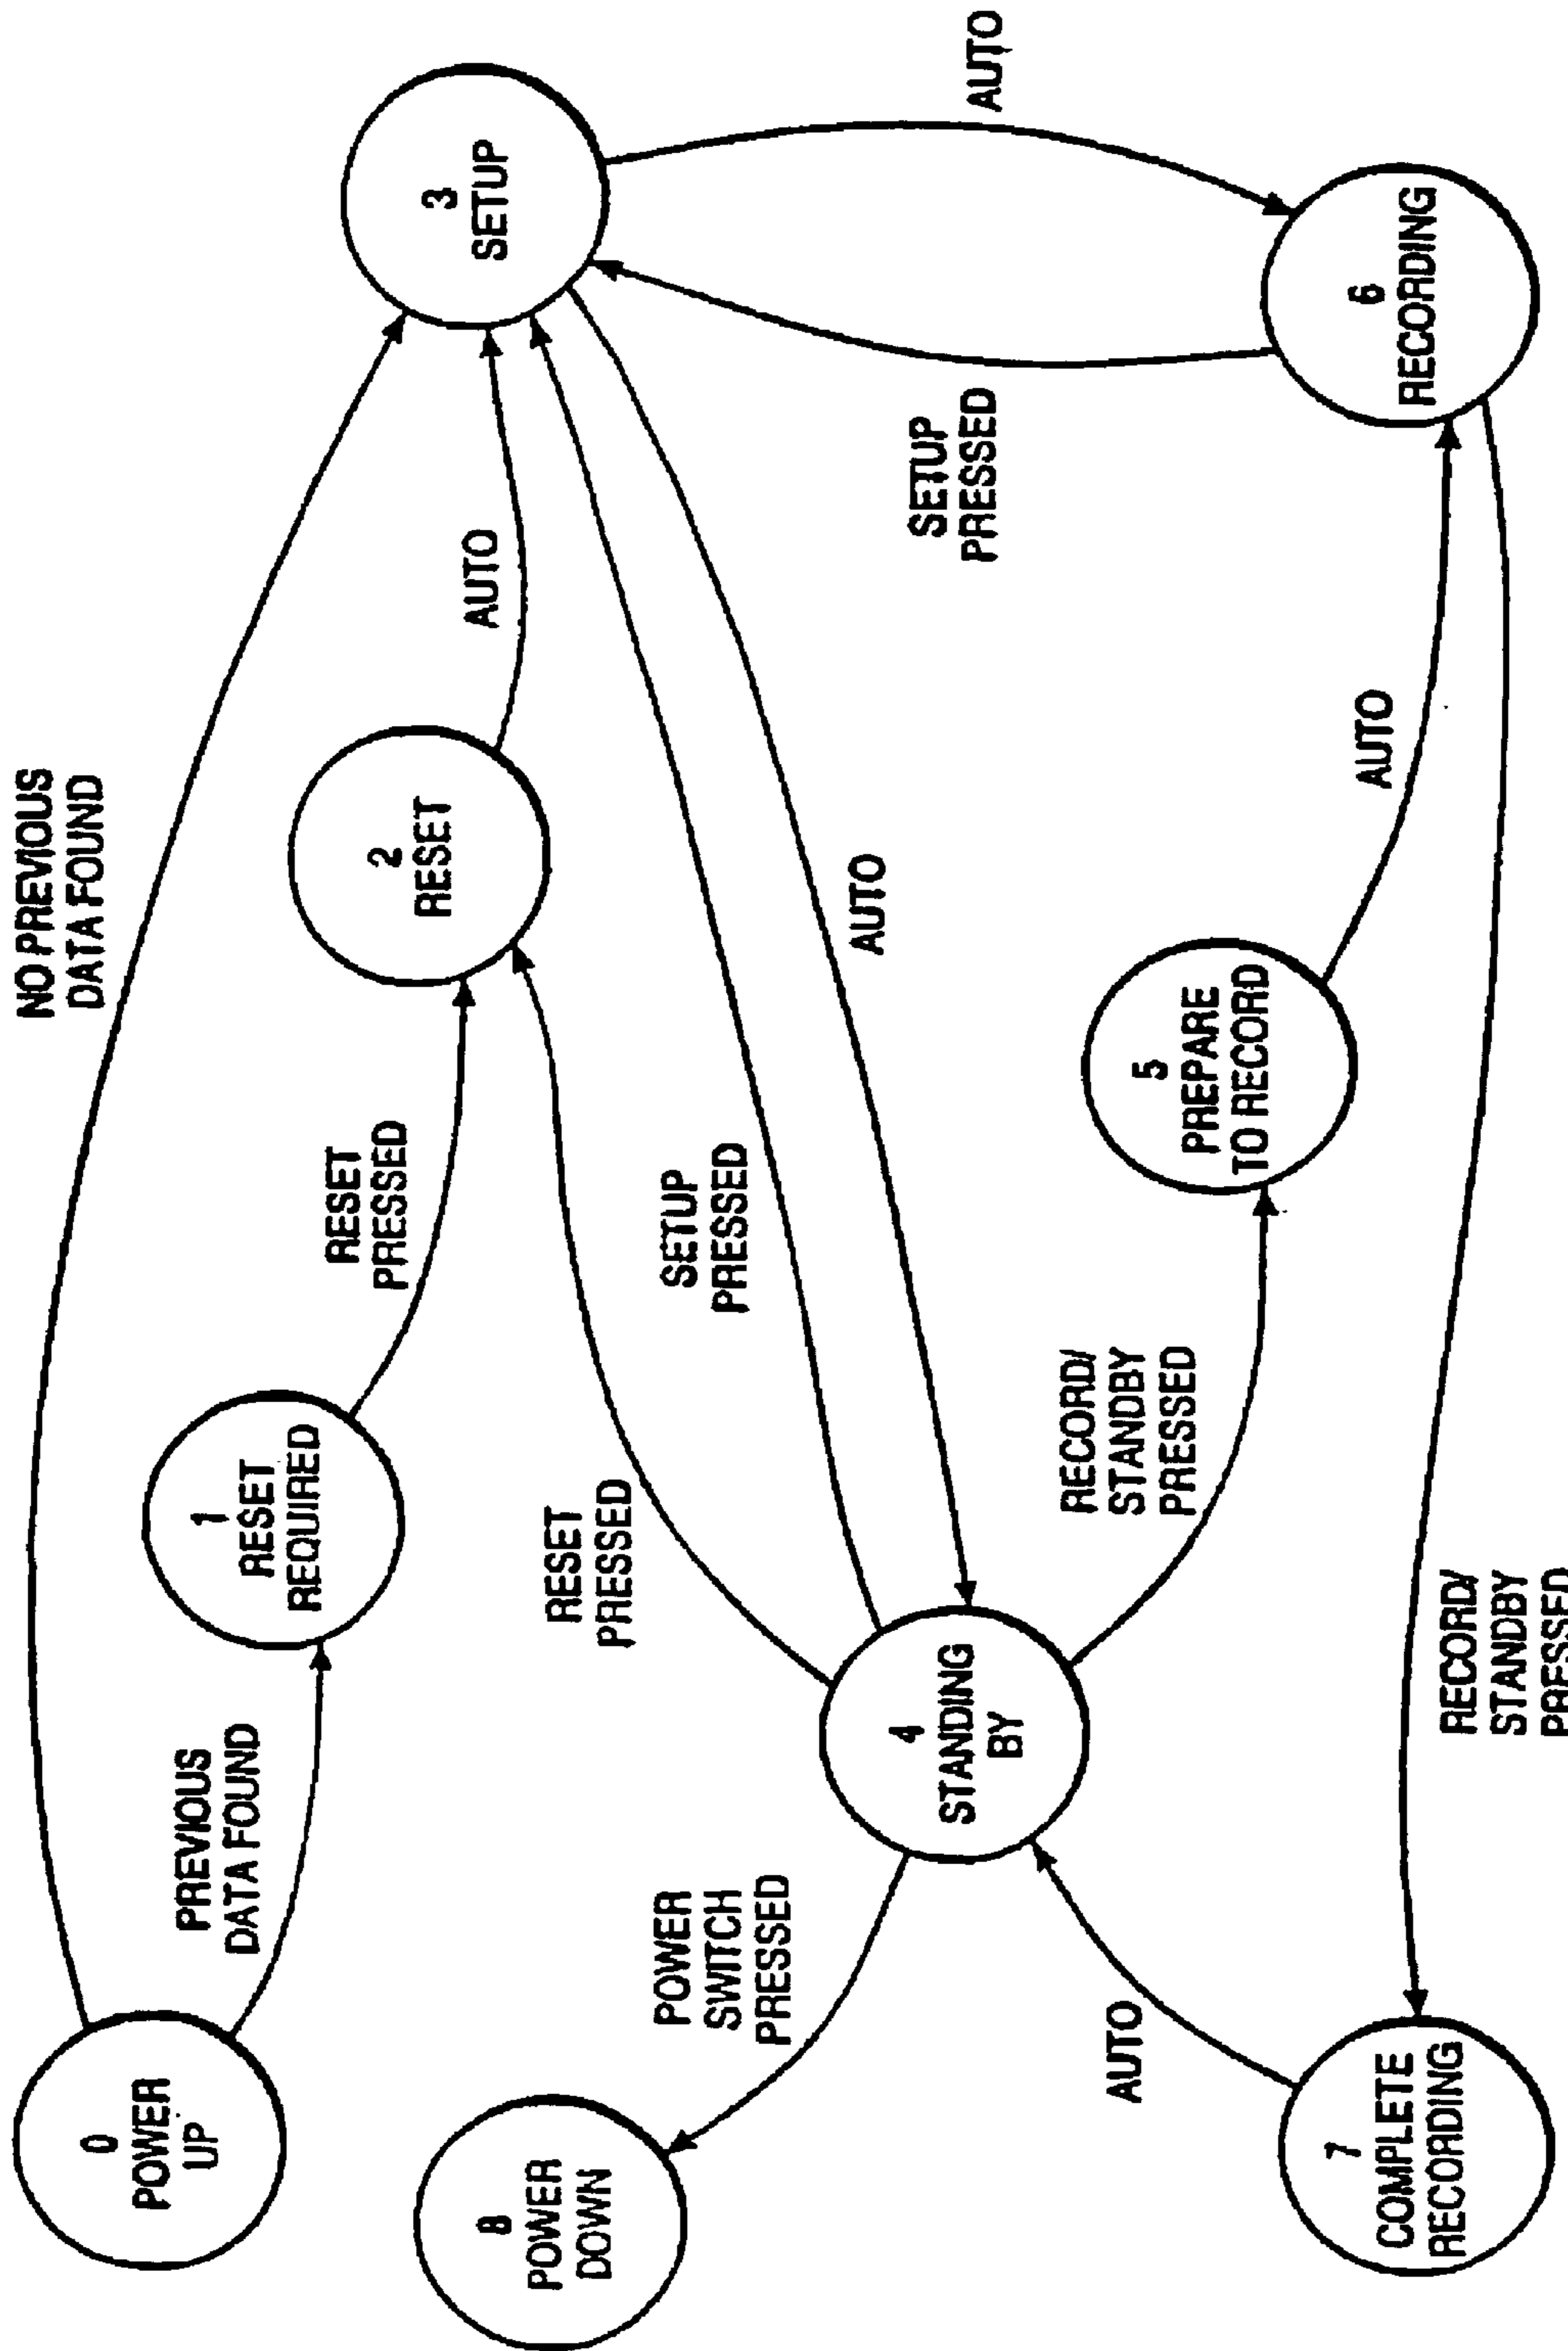 NO PREVIOUS
DATA FOUND
0
POWER
UP
PREVIOUS
DATA FOUND
1
RESET
REQUIRED
RESET
PRESSED
2
RESET
AUTO
3
SETUP
8
POWER
DOWN
POWER
SWITCH
PRESSED
RESET
PRESSED
SETUP
PRESSED
AUTO
4
STANDING
BY
RECORD/
STANDBY
PRESSED
5
PREPARE
TO RECORD
AUTO
SETUP
PRESSED
AUTO
6
RECORDING
AUTO
7
COMPLETE
RECORDING
RECORD/
STANDBY
PRESSED